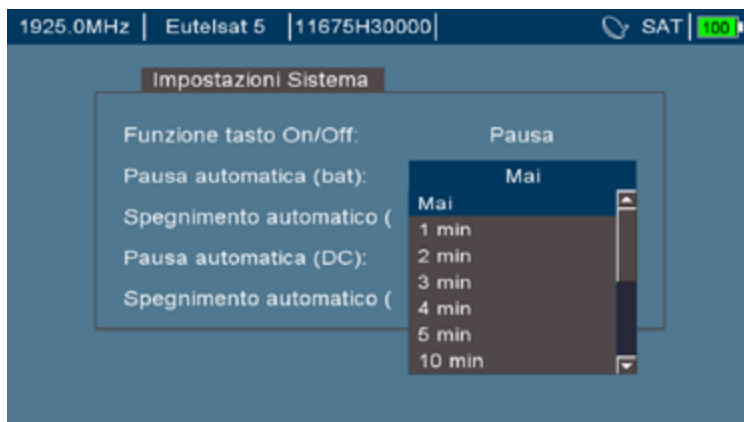 1925.0MHz | Eutelsat 5 |11675H30000| SAT 100
Impostazioni Sistema
Funzione tasto On/Off: Pausa
Pausa automatica (bat): Mai
Mai
Spegnimento automatico (
1 min
Pausa automatica (DC): 2 min
3 min
Spegnimento automatico ( 4 min
5 min
10 min